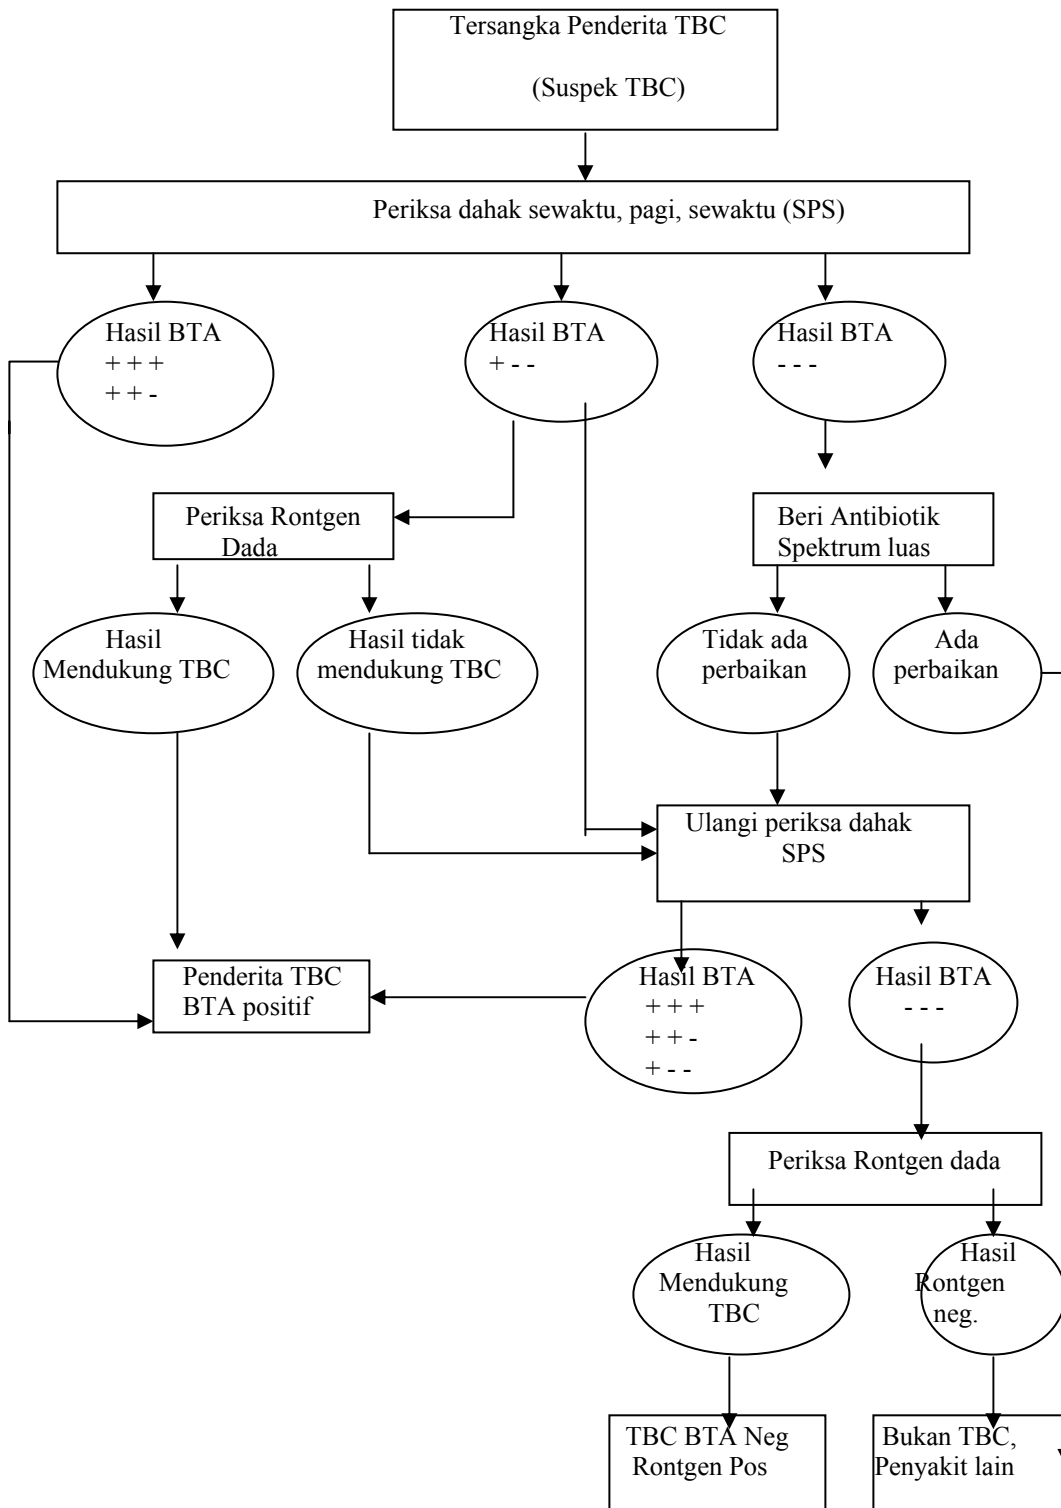 Tersangka Penderita TBC
(Suspek TBC)
Periksa dahak sewaktu, pagi, sewaktu (SPS)
Hasil BTA
+ + +
+ + -
Hasil BTA
+ - -
Hasil BTA
- - -
Periksa Rontgen
Dada
Beri Antibiotik
Spektrum luas
Hasil
Mendukung TBC
Hasil tidak
mendukung TBC
Tidak ada
perbaikan
Ada
perbaikan
Ulangi periksa dahak
SPS
Penderita TBC
BTA positif
Hasil BTA
+ + +
+ + -
+ - -
Hasil BTA
- - -
Periksa Rontgen dada
Hasil
Mendukung
TBC
Hasil
Rontgen
neg.
TBC BTA Neg
Rontgen Pos
Bukan TBC,
Penyakit lain